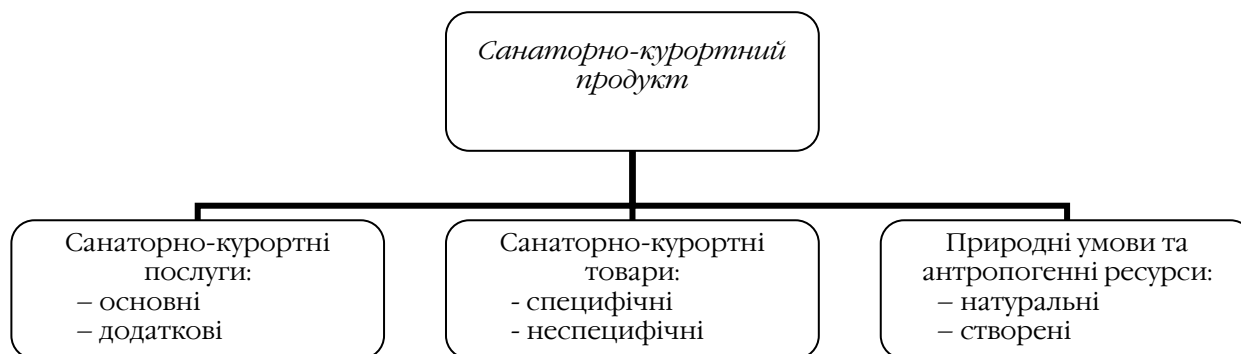 Санаторно-курортний
продукт
Санаторно-курортні
послуги:
– основні
– додаткові
Санаторно-курортні
товари:
- специфічні
- неспецифічні
Природні умови та
антропогенні ресурси:
– натуральні
– створені